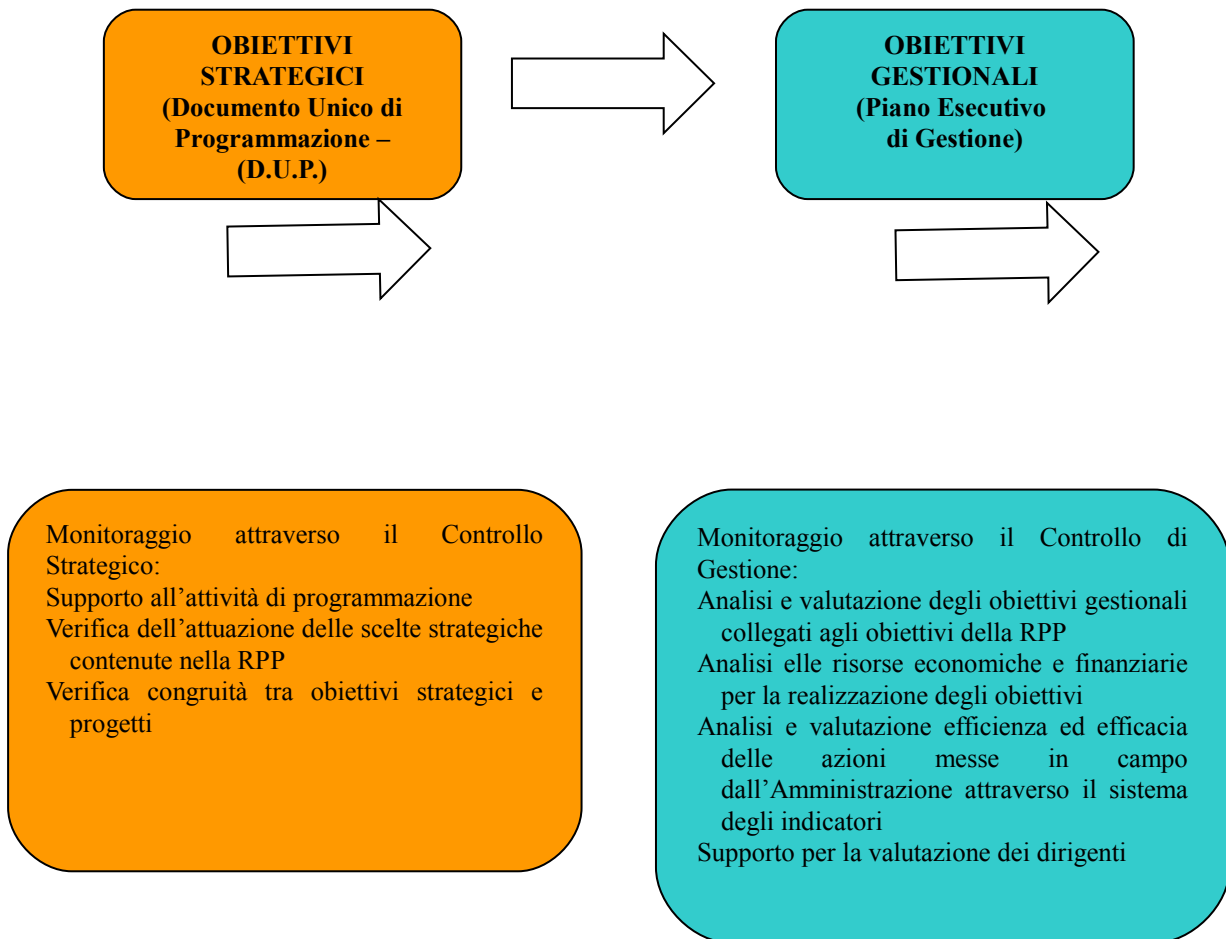 OBIETTIVI
STRATEGICI
(Documento Unico di
Programmazione –
(D.U.P.)
OBIETTIVI
GESTIONALI
(Piano Esecutivo
di Gestione)
Monitoraggio attraverso il Controllo
Strategico:
Supporto all’attività di programmazione
Verifica dell’attuazione delle scelte strategiche
contenute nella RPP
Verifica congruità tra obiettivi strategici e
progetti
Monitoraggio attraverso il Controllo di
Gestione:
Analisi e valutazione degli obiettivi gestionali
collegati agli obiettivi della RPP
Analisi elle risorse economiche e finanziarie
per la realizzazione degli obiettivi
Analisi e valutazione efficienza ed efficacia
delle azioni messe in campo
dall’Amministrazione attraverso il sistema
degli indicatori
Supporto per la valutazione dei dirigenti